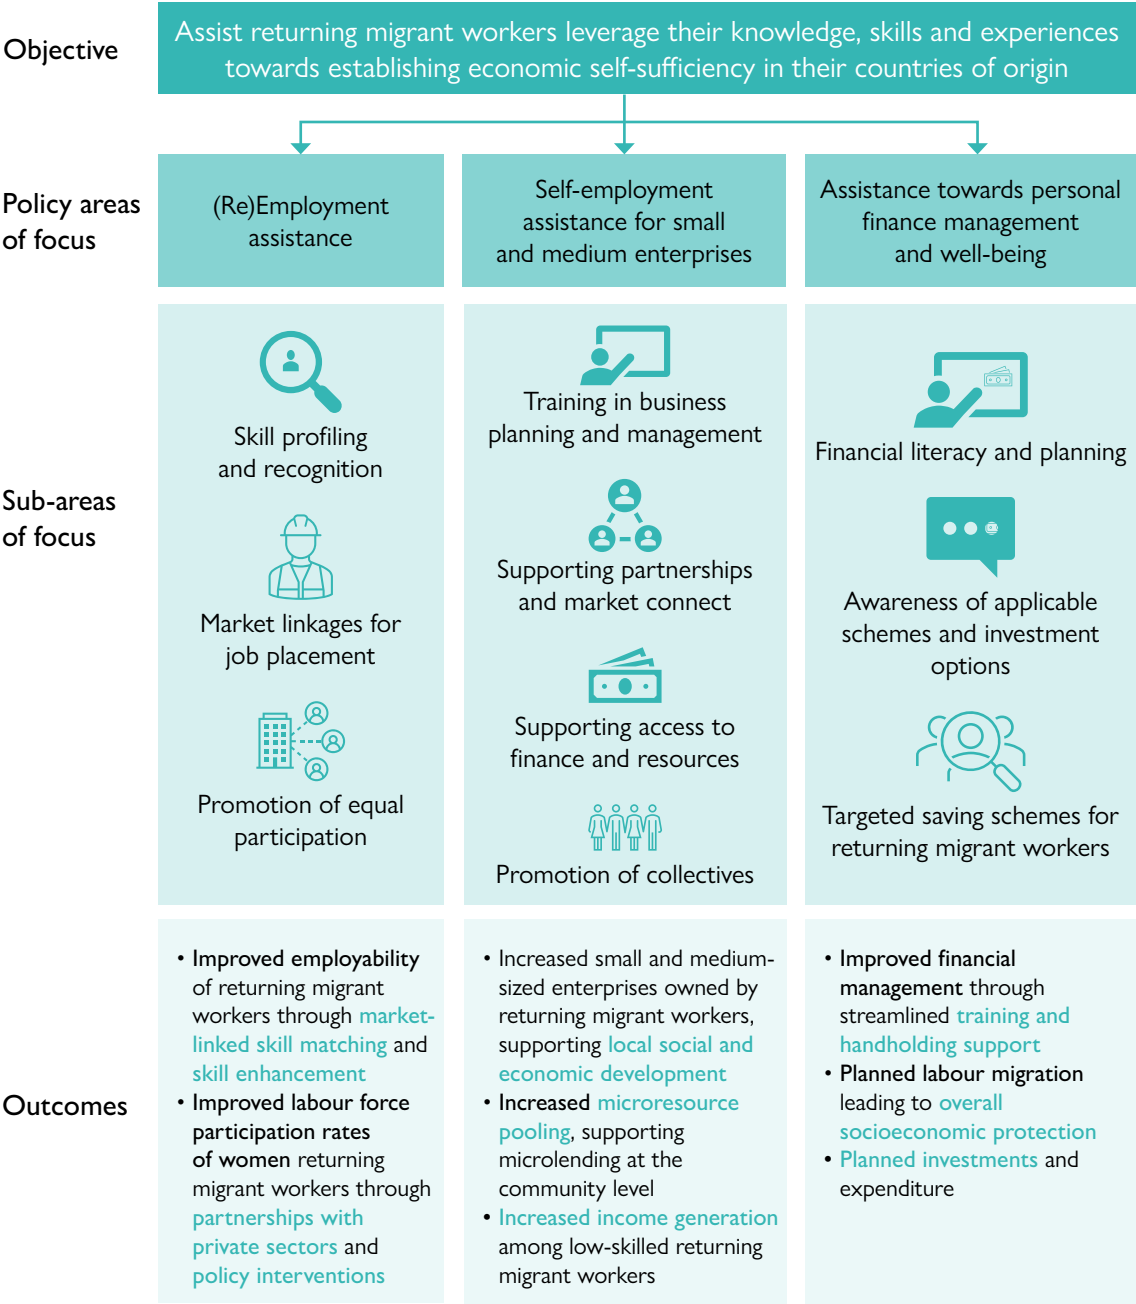 Objective
Assist returning migrant workers leverage their knowledge, skills and experiences
towards establishing economic self-sufficiency in their countries of origin
Policy areas
of focus
(Re)Employment
assistance
Self-employment
assistance for small
and medium enterprises
Assistance towards personal
finance management
and well-being
Sub-areas
of focus
Skill profiling
and recognition
Market linkages for
job placement
Promotion of equal
participation
Training in business
planning and management
Supporting partnerships
and market connect
Supporting access to
finance and resources
Promotion of collectives
Financial literacy and planning
Awareness of applicable
schemes and investment
options
Targeted saving schemes for
returning migrant workers
Outcomes
• Improved employability
of returning migrant
workers through market-
linked skill matching and
skill enhancement
• Improved labour force
participation rates
of women returning
migrant workers through
partnerships with
private sectors and
policy interventions
• Increased small and medium-
sized enterprises owned by
returning migrant workers,
supporting local social and
economic development
• Increased microresource
pooling, supporting
microlending at the
community level
• Increased income generation
among low-skilled returning
migrant workers
• Improved financial
management through
streamlined training and
handholding support
• Planned labour migration
leading to overall
socioeconomic protection
• Planned investments and
expenditure